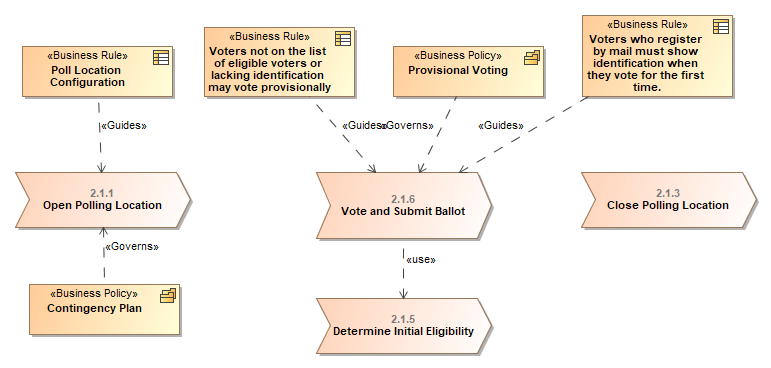 «Business Rule»
Poll Location
Configuration
«Business Rule»
Voters not on the list
of eligible voters or
lacking identification
may vote provisionally
«Business Policy»
Provisional Voting
«Business Rule»
Voters who register
by mail must show
identification when
they vote for the first
time.
«Guides»
«Guides»
«Governs»
«Guides»
2.1.1
Open Polling Location
2.1.6
Vote and Submit Ballot
2.1.3
Close Polling Location
«Governs»
«use»
«Business Policy»
Contingency Plan
2.1.5
Determine Initial Eligibility